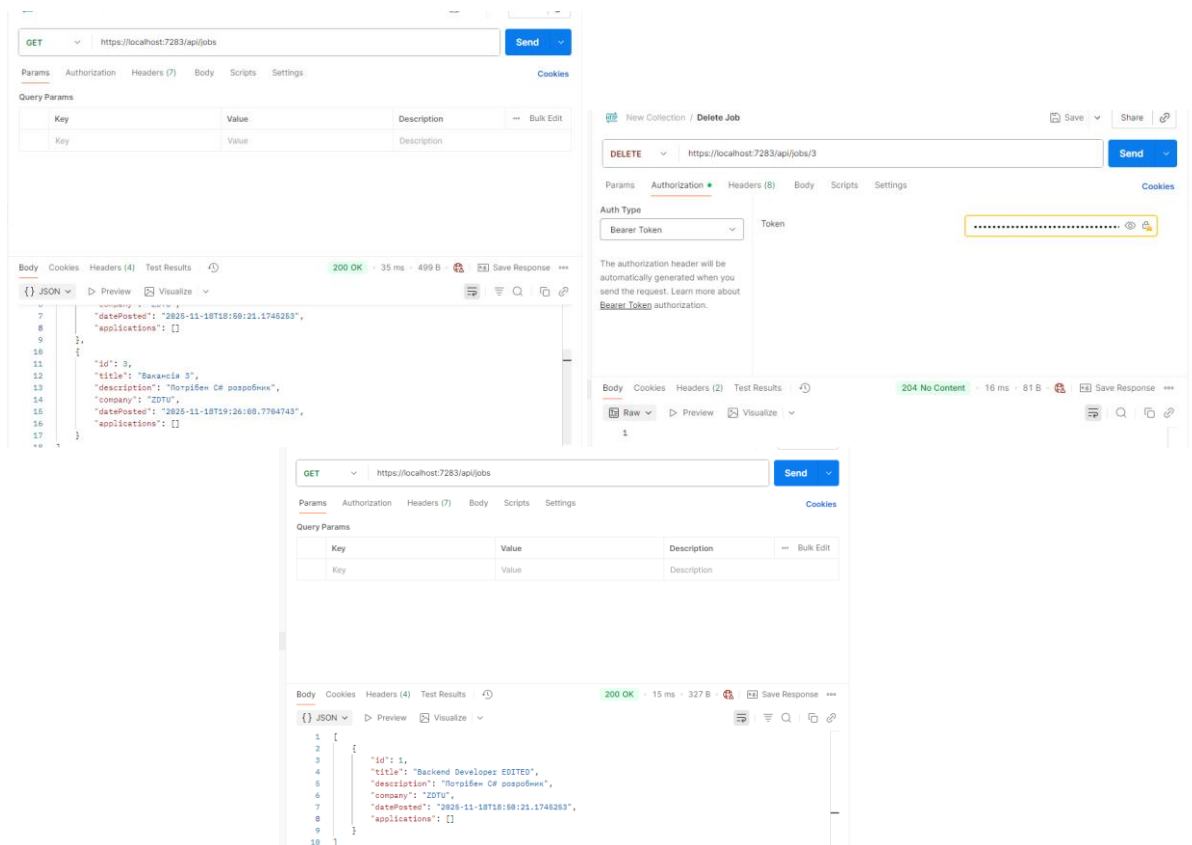 GET https://localhost:7283/api/jobs Send
Params Authorization Headers (7) Body Scripts Settings Cookies
Query Params
Key Value Description Bulk Edit
Key Value Description
Body Cookies Headers (4) Test Results 200 OK 35 ms 499 B Save Response
{} JSON Preview Visualize
7 "datePosted": "2025-11-18T18:50:21.1745253",
8 "applications": []
9 },
10 {
11 "id": 3,
12 "title": "Вакансія 3",
13 "description": "Потрібен C# розробник",
14 "company": "ZDTU",
15 "datePosted": "2025-11-18T19:26:08.7704743",
16 "applications": []
17 }
New Collection / Delete Job Save Share
DELETE https://localhost:7283/api/jobs/3 Send
Params Authorization Headers (8) Body Scripts Settings Cookies
Auth Type
Bearer Token Token
The authorization header will be
automatically generated when you
send the request. Learn more about
Bearer Token authorization.
Body Cookies Headers (2) Test Results 204 No Content 16 ms 81 B Save Response
Raw Preview Visualize
1
GET https://localhost:7283/api/jobs Send
Params Authorization Headers (7) Body Scripts Settings Cookies
Query Params
Key Value Description Bulk Edit
Key Value Description
Body Cookies Headers (4) Test Results 200 OK 15 ms 327 B Save Response
{} JSON Preview Visualize
1 [
2 {
3 "id": 1,
4 "title": "Backend Developer EDITED",
5 "description": "Потрібен C# розробник",
6 "company": "ZDTU",
7 "datePosted": "2025-11-18T18:50:21.1745253",
8 "applications": []
9 }
10 ]